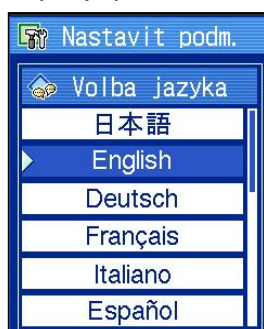 Nastavit podm.
Volba jazyka
日本語
English
Deutsch
Français
Italiano
Español